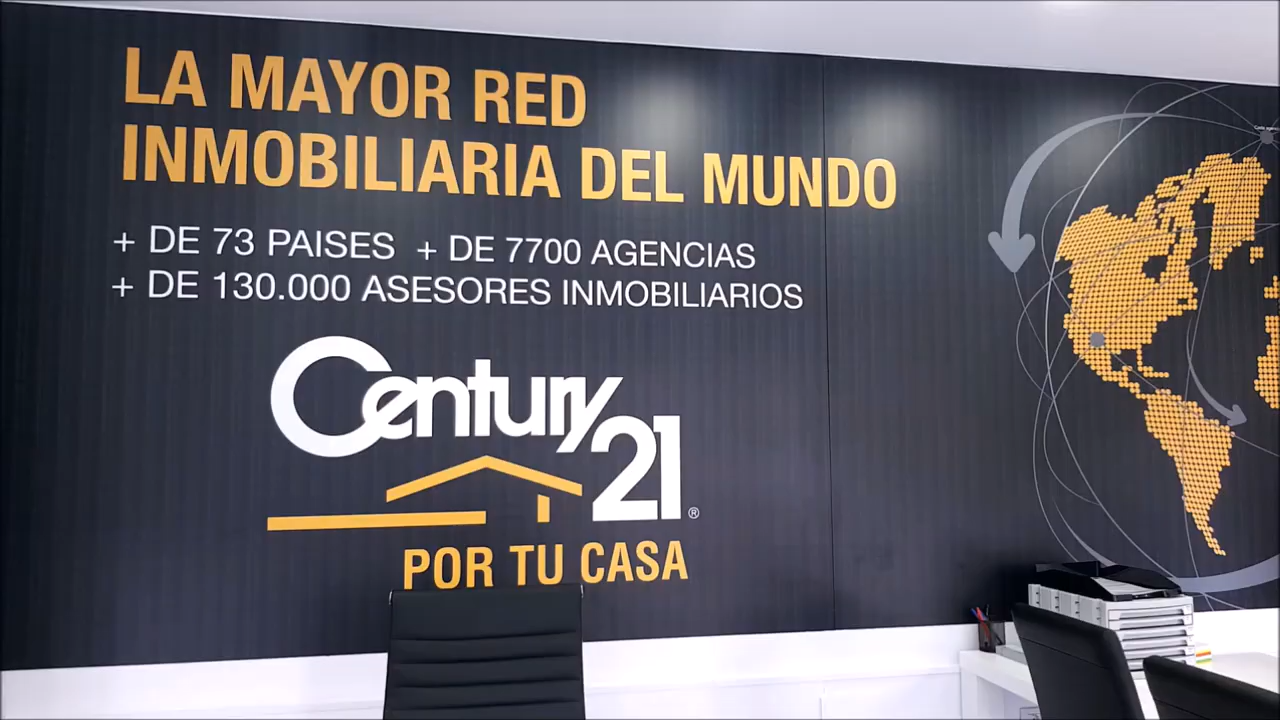 LA MAYOR RED
INMOBILIARIA DEL MUNDO
+ DE 73 PAISES + DE 7700 AGENCIAS
+ DE 130.000 ASESORES INMOBILIARIOS
Century
21®
POR TU CASA